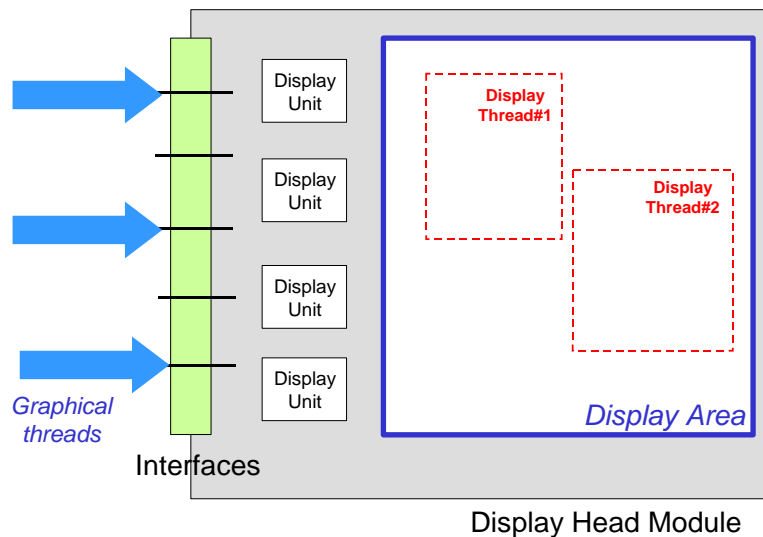 Display
Unit
Display
Unit
Display
Unit
Display
Unit
Display
Thread#1
Display
Thread#2
Display Area
Graphical
threads
Interfaces
Display Head Module